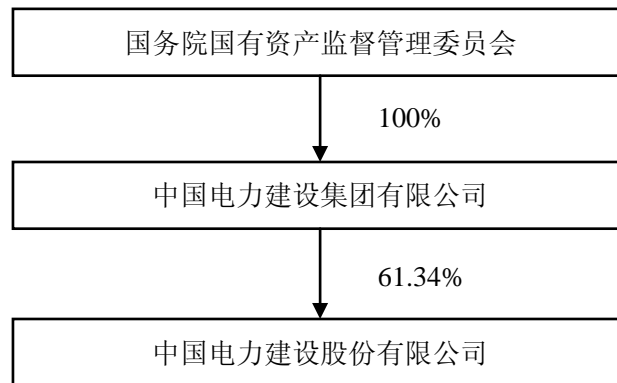 国务院国有资产监督管理委员会
100%
中国电力建设集团有限公司
61.34%
中国电力建设股份有限公司